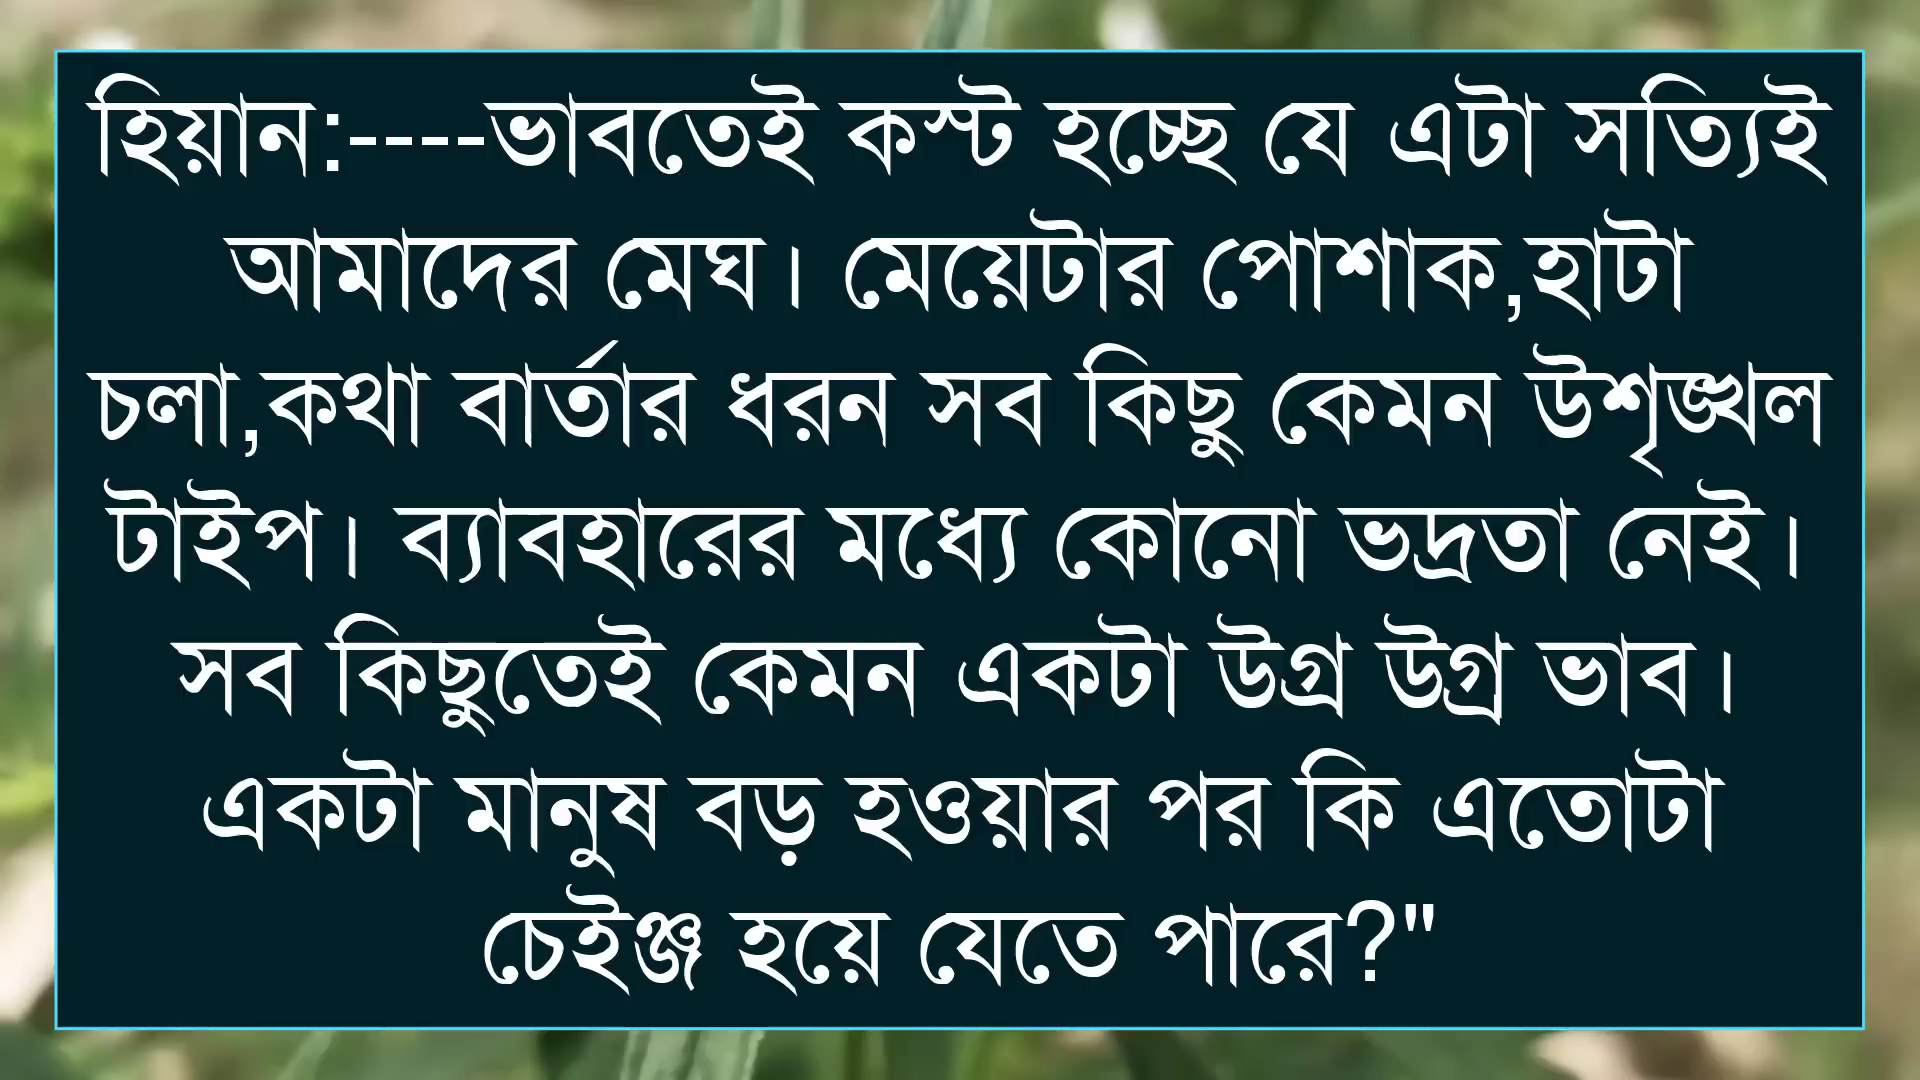 হিয়ান:----ভাবতেই কস্ট হচ্ছে যে এটা সত্যিই
আমাদের মেঘ। মেয়েটার পোশাক,হাটা
চলা,কথা বার্তার ধরন সব কিছু কেমন উশৃঙ্খল
টাইপ। ব্যাবহারের মধ্যে কোনো ভদ্রতা নেই।
সব কিছুতেই কেমন একটা উগ্র উগ্র ভাব।
একটা মানুষ বড় হওয়ার পর কি এতোটা
চেইঞ্জ হয়ে যেতে পারে?"